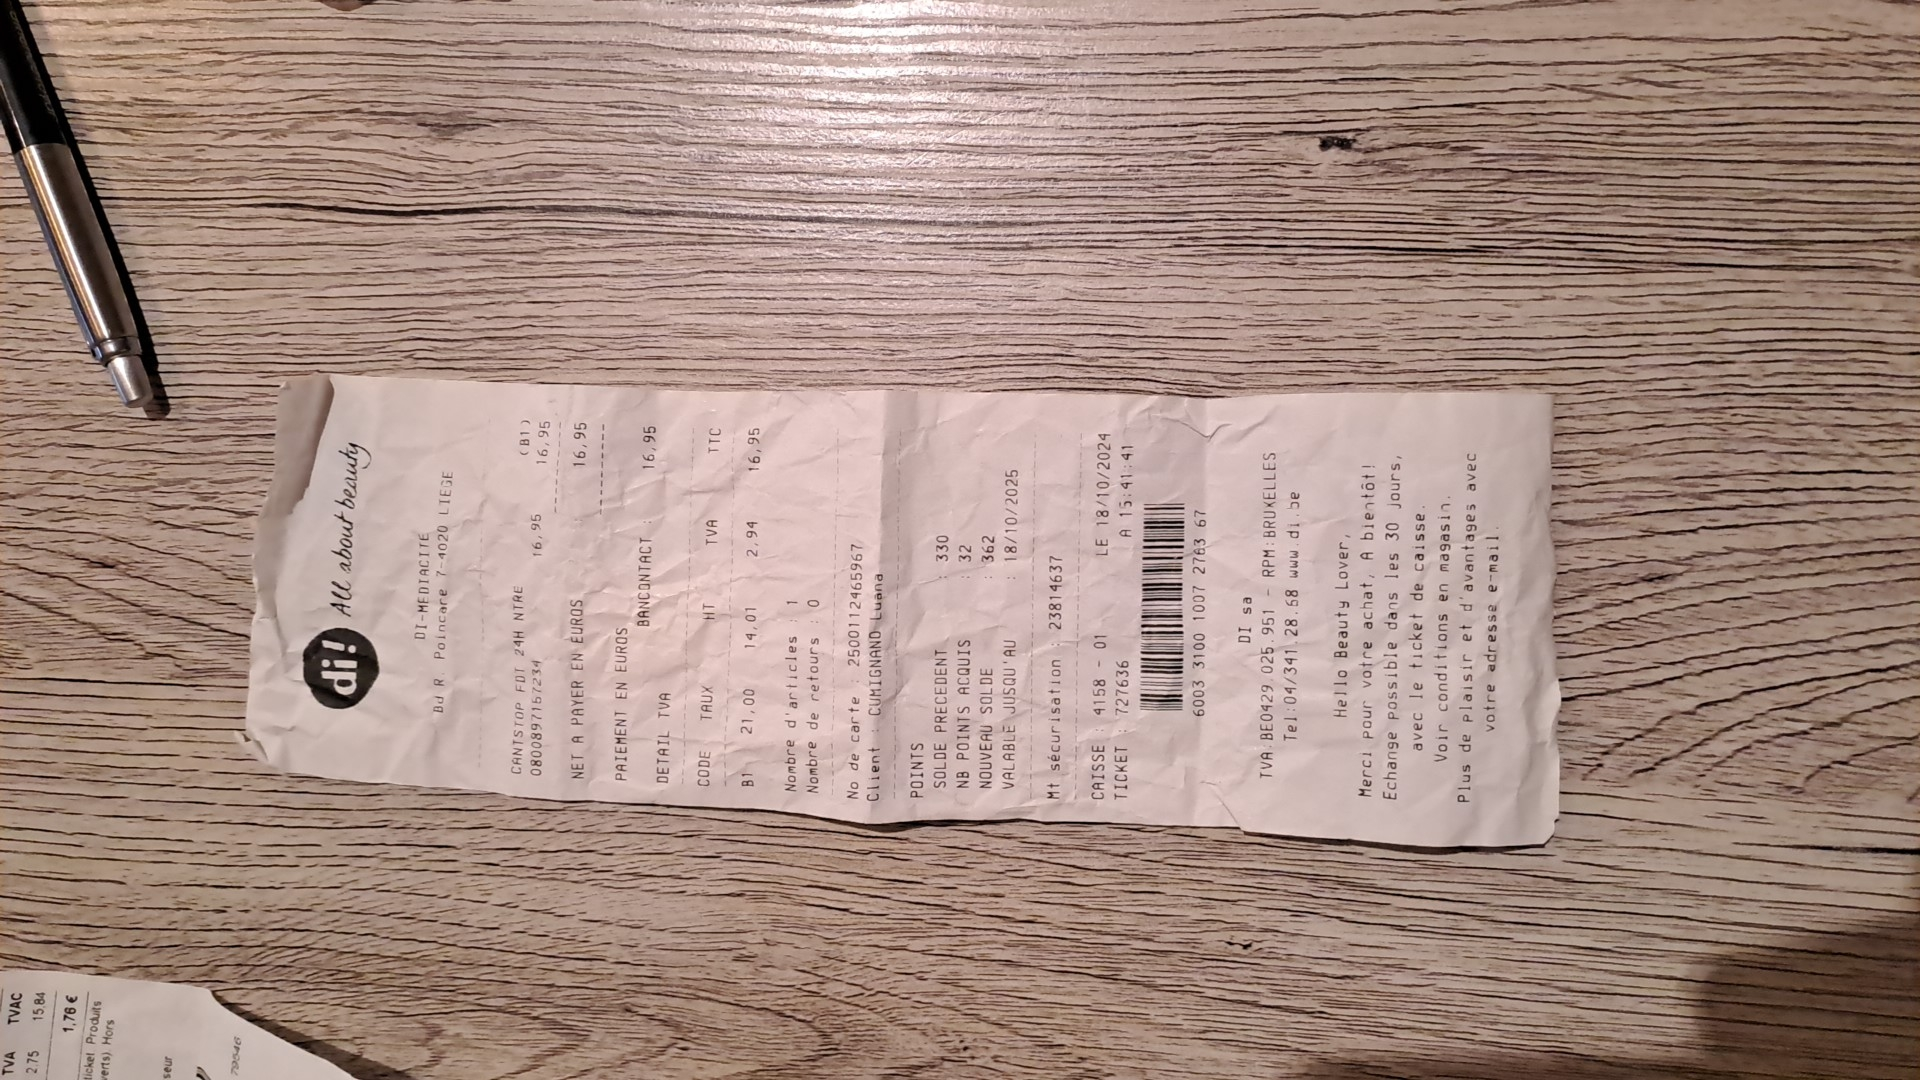 di! All about beauty
DI-MEDIACITE
Bd R Poincare 7-4020 LIEGE
(B1)
CANTSTOP FDT 24H NTRE
0800897157234 16,95 16,95
NET A PAYER EN EUROS 16,95
PAIEMENT EN EUROS
BANCONTACT : 16,95
DETAIL TVA
CODE TAUX HT TVA TTC
B1 21,00 14,01 2,94 16,95
Nombre d'articles : 1
Nombre de retours : 0
No de carte : 2500112465967
Client : CUMIGNANO Luana
POINTS
SOLDE PRECEDENT : 330
NB POINTS ACQUIS : 32
NOUVEAU SOLDE : 362
VALABLE JUSQU'AU : 18/10/2025
Mt sécurisation : 23814637
CAISSE : 4158 - 01 LE 18/10/2024
TICKET : 727636 A 15:41:41
6003 3100 1007 2763 67
DI sa
TVA:BE0429.025.951 - RPM:BRUXELLES
Tel:04/341.28.68 www.di.be
Hello Beauty Lover,
Merci pour votre achat, A bientôt!
Echange possible dans les 30 jours,
avec le ticket de caisse.
Voir conditions en magasin.
Plus de plaisir et d'avantages avec
votre adresse e-mail.
TVA TVAC
2.75 15,84
1,76 €
ticket Produits
verts) Hors
seur